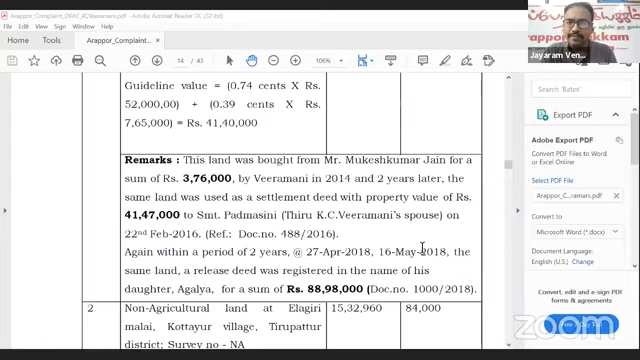 Arappor_Complaint_DVAC_KCVeeramani.pdf - Adobe Acrobat Reader DC (32-bit)
File Edit View Sign Window Help
Home Tools Arappor_Complaint... ×
14 / 43 106%
Guideline value = (0.74 cents X Rs.
52,000,00) + (0.39 cents X Rs.
7,65,000) = Rs. 41,40,000
Remarks : This land was bought from Mr. Mukeshkumar Jain for a
sum of Rs. 3,76,000, by Veeramani in 2014 and 2 years later, the
same land was used as a settlement deed with property value of Rs.
41,47,000 to Smt. Padmasini (Thiru K.C.Veeramani's spouse) on
22nd Feb-2016. (Ref.: Doc.no. 488/2016).
Again within a period of 2 years, @ 27-Apr-2018, 16-May-2018, the
same land, a release deed was registered in the name of his
daughter, Agalya, for a sum of Rs. 88,98,000 (Doc.no. 1000/2018).
2 Non-Agricultural land at Elagiri 15,32,960 84,000
malai, Kottayur village, Tirupattur
district; Survey no - NA
Jayaram Ven...
Search 'Bates'
Export PDF
Adobe Export PDF
Convert PDF Files to Word
or Excel Online
Select PDF File
Arappor_C...ramani.pdf ×
Convert to
Microsoft Word (*.docx)
Document Language:
English (U.S.) Change
Convert, edit and e-sign PDF
forms & agreements
Free 7-Day Trial
zoom